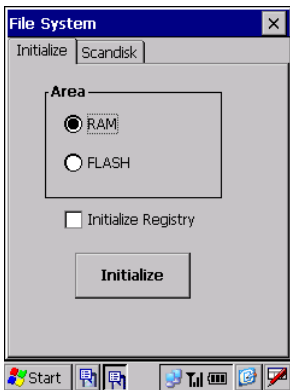 File System
Initialize Scandisk
Area
RAM
FLASH
Initialize Registry
Initialize
Start